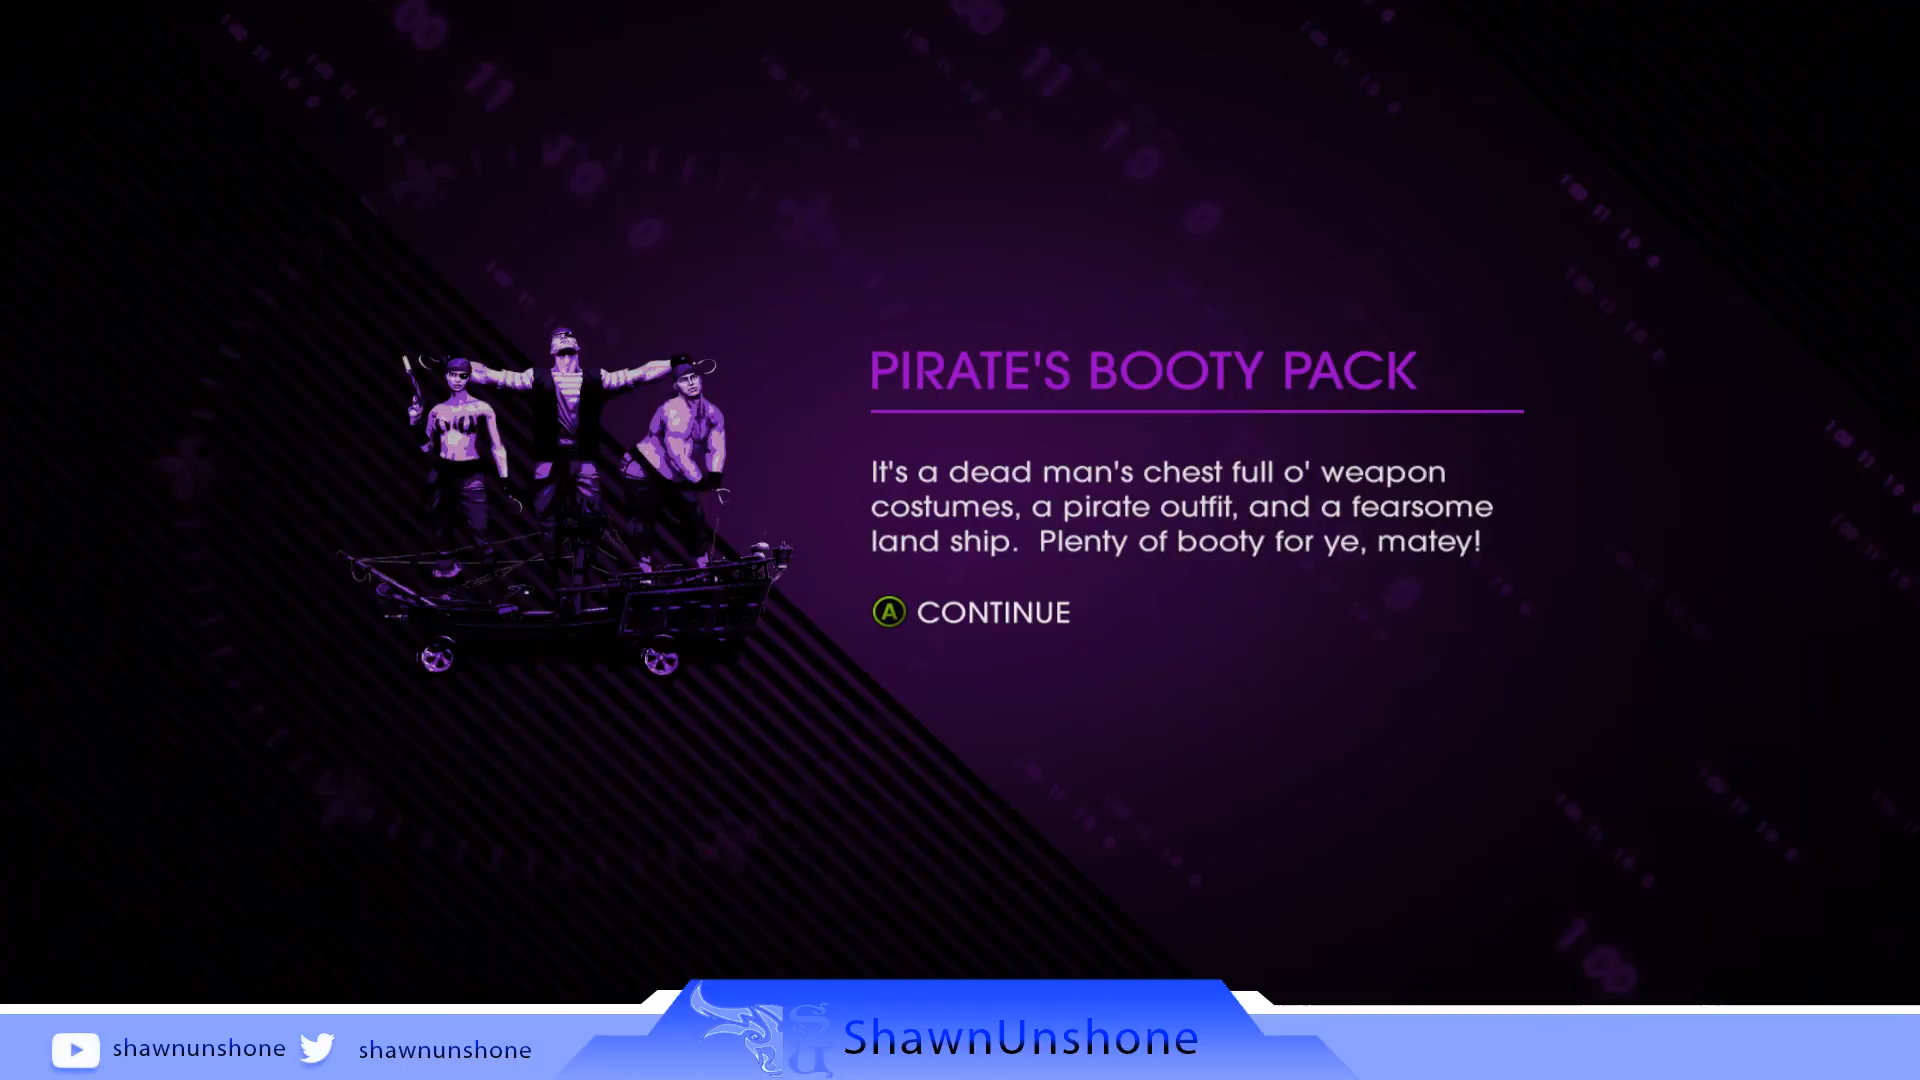 PIRATE'S BOOTY PACK
It's a dead man's chest full o' weapon
costumes, a pirate outfit, and a fearsome
land ship.  Plenty of booty for ye, matey!
A CONTINUE
shawnunshone
shawnunshone
SU
ShawnUnshone